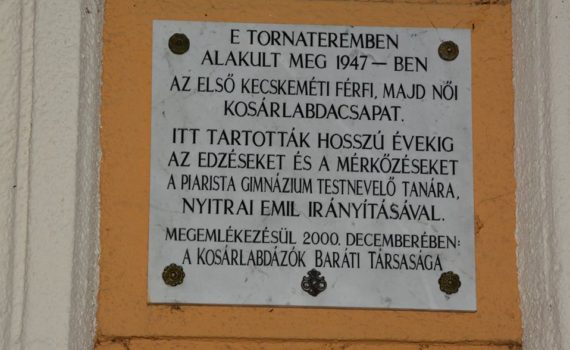 E TORNATEREMBEN
ALAKULT MEG 1947 — BEN
AZ ELSŐ KECSKEMÉTI FÉRFI, MAJD NŐI
KOSÁRLABDACSAPAT.
ITT TARTOTTÁK HOSSZÚ ÉVEKIG
AZ EDZÉSEKET ÉS A MÉRKŐZÉSEKET
A PIARISTA GIMNÁZIUM TESTNEVELŐ TANÁRA,
NYITRAI EMIL IRÁNYÍTÁSÁVAL.
MEGEMLÉKEZÉSÜL 2000. DECEMBERÉBEN:
A KOSÁRLABDÁZÓK BARÁTI TÁRSASÁGA